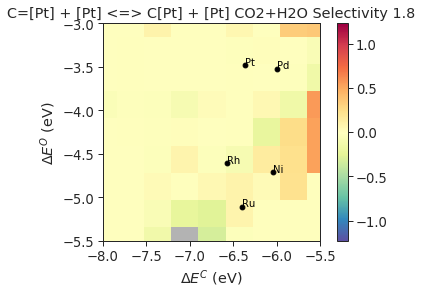 C=[Pt] + [Pt] <=> C[Pt] + [Pt] CO2+H2O Selectivity 1.8
−3.0
−3.5
−4.0
−4.5
−5.0
−5.5
ΔE^O (eV)
Pt
Pd
Rh
Ni
Ru
−8.0 −7.5 −7.0 −6.5 −6.0 −5.5
ΔE^C (eV)
1.0
0.5
0.0
−0.5
−1.0